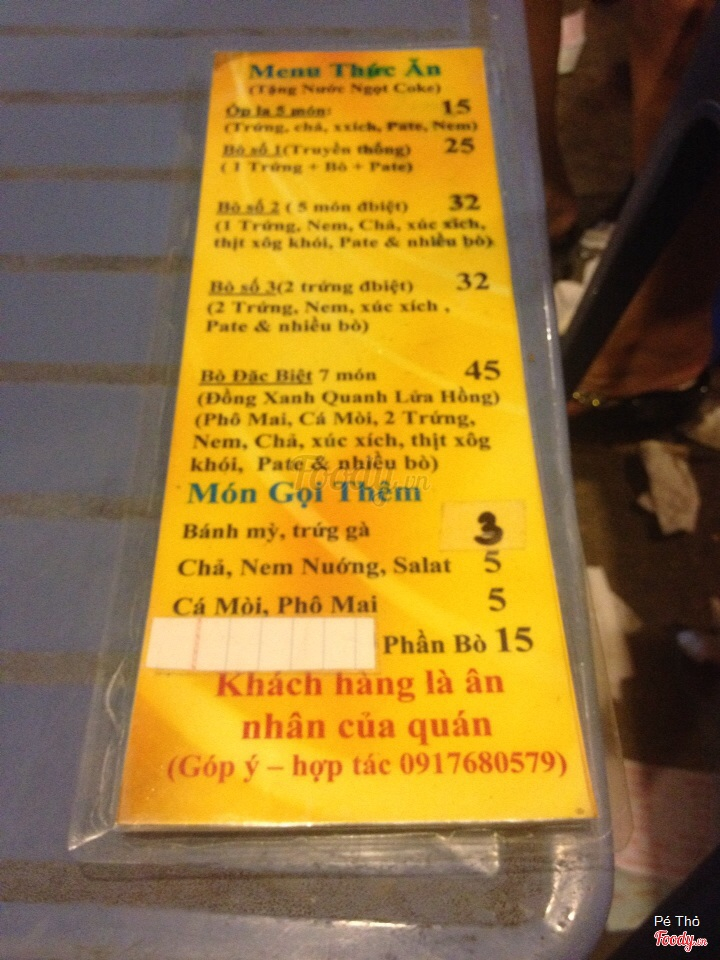 Menu Thức Ăn
(Tặng Nước Ngọt Coke)
Ốp la 5 món: 15
(Trứng, chả, xxích, Pate, Nem)
Bò số 1(Truyền thống) 25
( 1 Trứng + Bò + Pate)
Bò số 2 ( 5 món đbiệt) 32
(1 Trứng, Nem, Chả, xúc xích,
thịt xôg khói, Pate & nhiều bò)
Bò số 3(2 trứng đbiệt) 32
(2 Trứng, Nem, xúc xích ,
Pate & nhiều bò)
Bò Đặc Biệt 7 món 45
(Đồng Xanh Quanh Lửa Hồng)
(Phô Mai, Cá Mòi, 2 Trứng,
Nem, Chả, xúc xích, thịt xôg
khói, Pate & nhiều bò)
Foody.vn
Món Gọi Thêm
Bánh mỳ, trứg gà 3
Chả, Nem Nướng, Salat 5
Cá Mòi, Phô Mai 5
Phần Bò 15
Khách hàng là ân
nhân của quán
(Góp ý – hợp tác 0917680579)
Pé Thỏ
Foody.vn